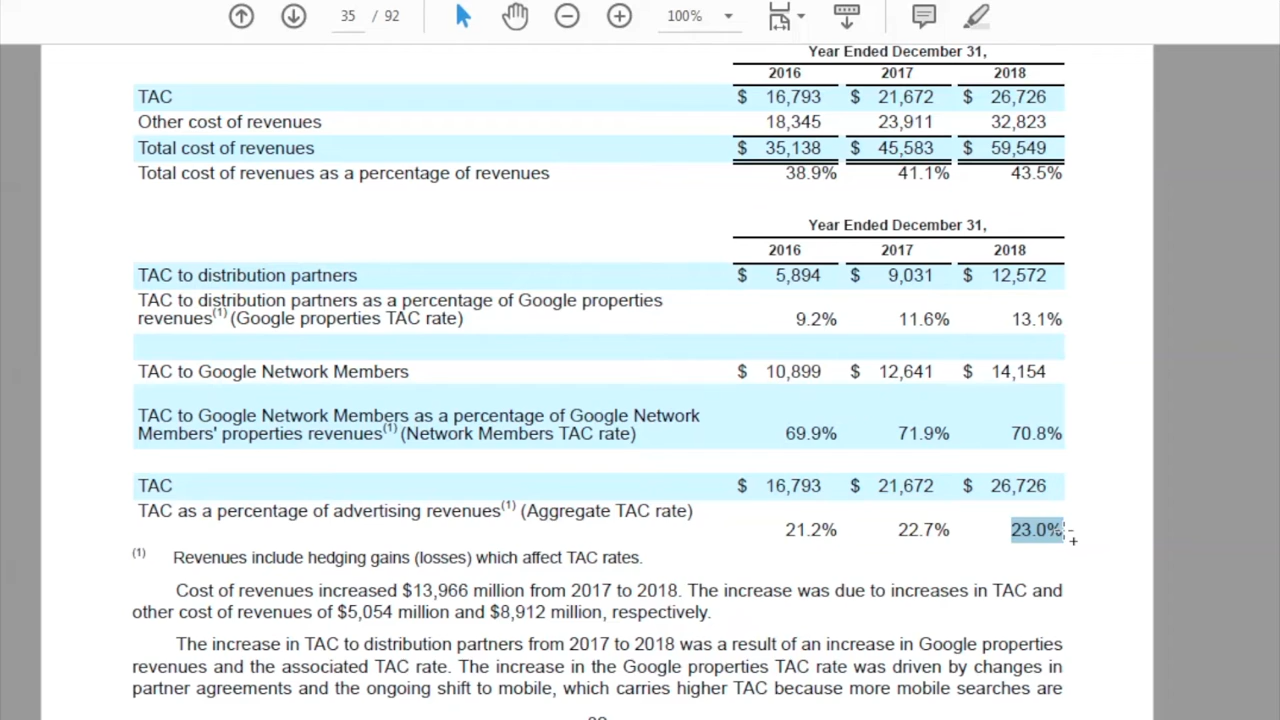 35 / 92 100%
Year Ended December 31,
2016 2017 2018
TAC $ 16,793 $ 21,672 $ 26,726
Other cost of revenues 18,345 23,911 32,823
Total cost of revenues $ 35,138 $ 45,583 $ 59,549
Total cost of revenues as a percentage of revenues 38.9% 41.1% 43.5%
Year Ended December 31,
2016 2017 2018
TAC to distribution partners $ 5,894 $ 9,031 $ 12,572
TAC to distribution partners as a percentage of Google properties
revenues(1) (Google properties TAC rate) 9.2% 11.6% 13.1%
TAC to Google Network Members $ 10,899 $ 12,641 $ 14,154
TAC to Google Network Members as a percentage of Google Network
Members' properties revenues(1) (Network Members TAC rate) 69.9% 71.9% 70.8%
TAC $ 16,793 $ 21,672 $ 26,726
TAC as a percentage of advertising revenues(1) (Aggregate TAC rate)
21.2% 22.7% 23.0%
(1) Revenues include hedging gains (losses) which affect TAC rates.
Cost of revenues increased $13,966 million from 2017 to 2018. The increase was due to increases in TAC and
other cost of revenues of $5,054 million and $8,912 million, respectively.
The increase in TAC to distribution partners from 2017 to 2018 was a result of an increase in Google properties
revenues and the associated TAC rate. The increase in the Google properties TAC rate was driven by changes in
partner agreements and the ongoing shift to mobile, which carries higher TAC because more mobile searches are